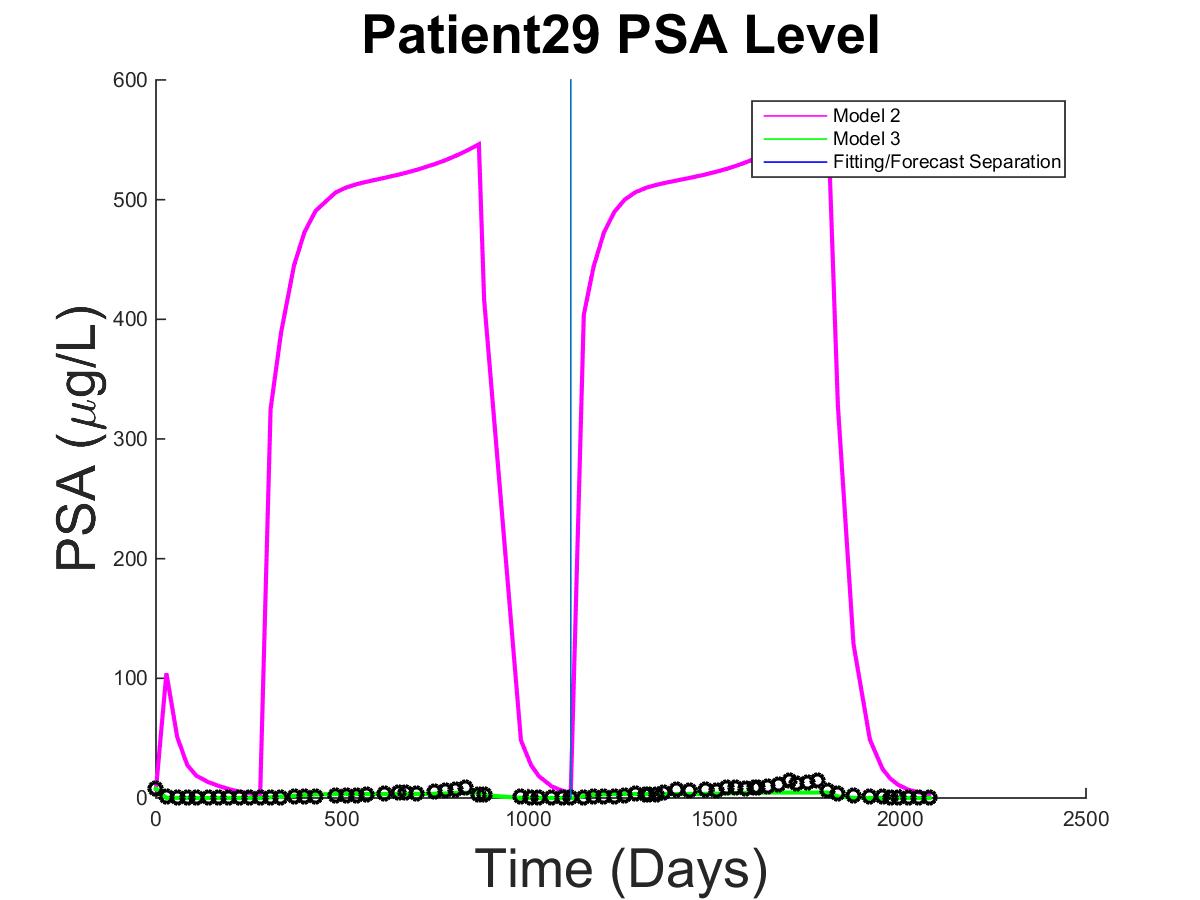 Patient29 PSA Level
600
500
400
300
200
100
0
PSA (μg/L)
Model 2
Model 3
Fitting/Forecast Separation
0
500
1000
1500
2000
2500
Time (Days)